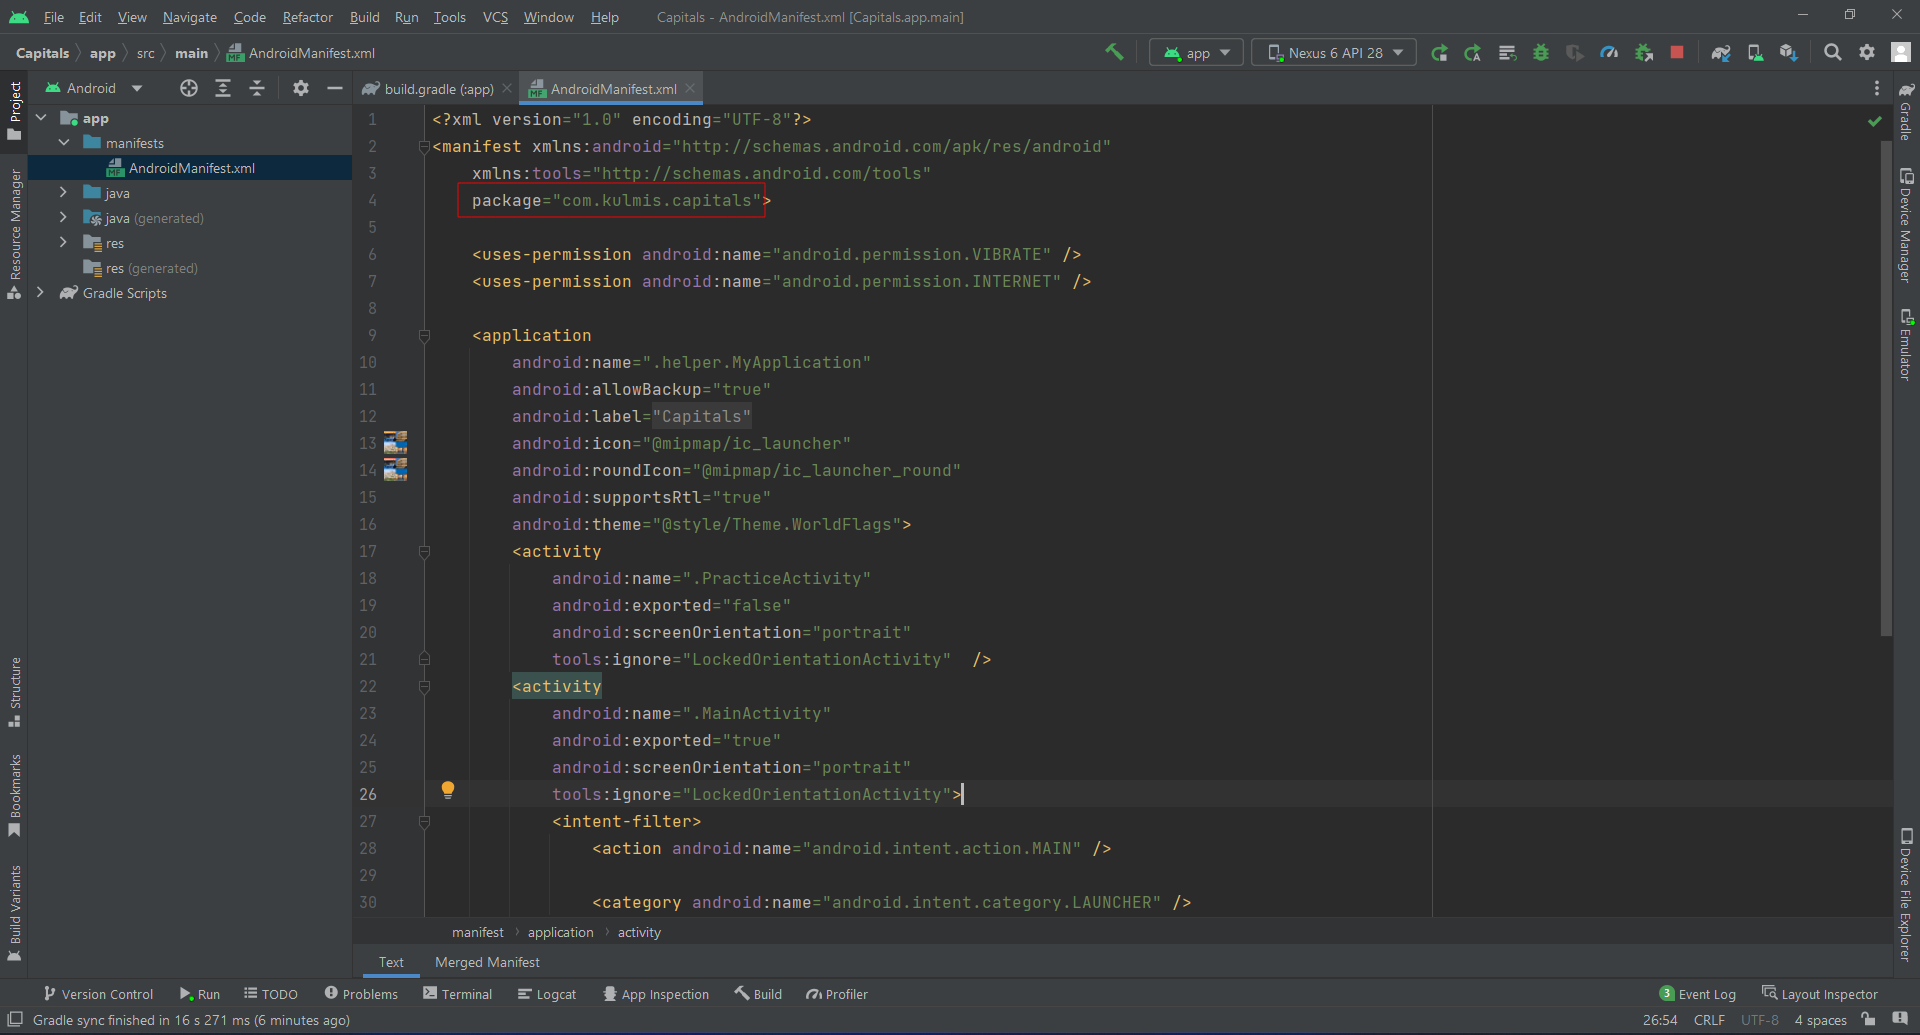 File Edit View Navigate Code Refactor Build Run Tools VCS Window Help Capitals - AndroidManifest.xml [Capitals.app.main]
Capitals app src main AndroidManifest.xml app Nexus 6 API 28
Android build.gradle (:app) AndroidManifest.xml
Project
Resource Manager
Structure
Bookmarks
Build Variants
app
manifests
AndroidManifest.xml
java
java (generated)
res
res (generated)
Gradle Scripts
1 <?xml version="1.0" encoding="UTF-8"?>
2 <manifest xmlns:android="http://schemas.android.com/apk/res/android"
3 xmlns:tools="http://schemas.android.com/tools"
4 package="com.kulmis.capitals">
5
6 <uses-permission android:name="android.permission.VIBRATE" />
7 <uses-permission android:name="android.permission.INTERNET" />
8
9 <application
10 android:name=".helper.MyApplication"
11 android:allowBackup="true"
12 android:label="Capitals"
13 android:icon="@mipmap/ic_launcher"
14 android:roundIcon="@mipmap/ic_launcher_round"
15 android:supportsRtl="true"
16 android:theme="@style/Theme.WorldFlags">
17 <activity
18 android:name=".PracticeActivity"
19 android:exported="false"
20 android:screenOrientation="portrait"
21 tools:ignore="LockedOrientationActivity" />
22 <activity
23 android:name=".MainActivity"
24 android:exported="true"
25 android:screenOrientation="portrait"
26 tools:ignore="LockedOrientationActivity">
27 <intent-filter>
28 <action android:name="android.intent.action.MAIN" />
29
30 <category android:name="android.intent.category.LAUNCHER" />
Gradle
Device Manager
Emulator
Device File Explorer
manifest application activity
Text Merged Manifest
Version Control Run TODO Problems Terminal Logcat App Inspection Build Profiler 3 Event Log Layout Inspector
Gradle sync finished in 16 s 271 ms (6 minutes ago) 26:54 CRLF UTF-8 4 spaces